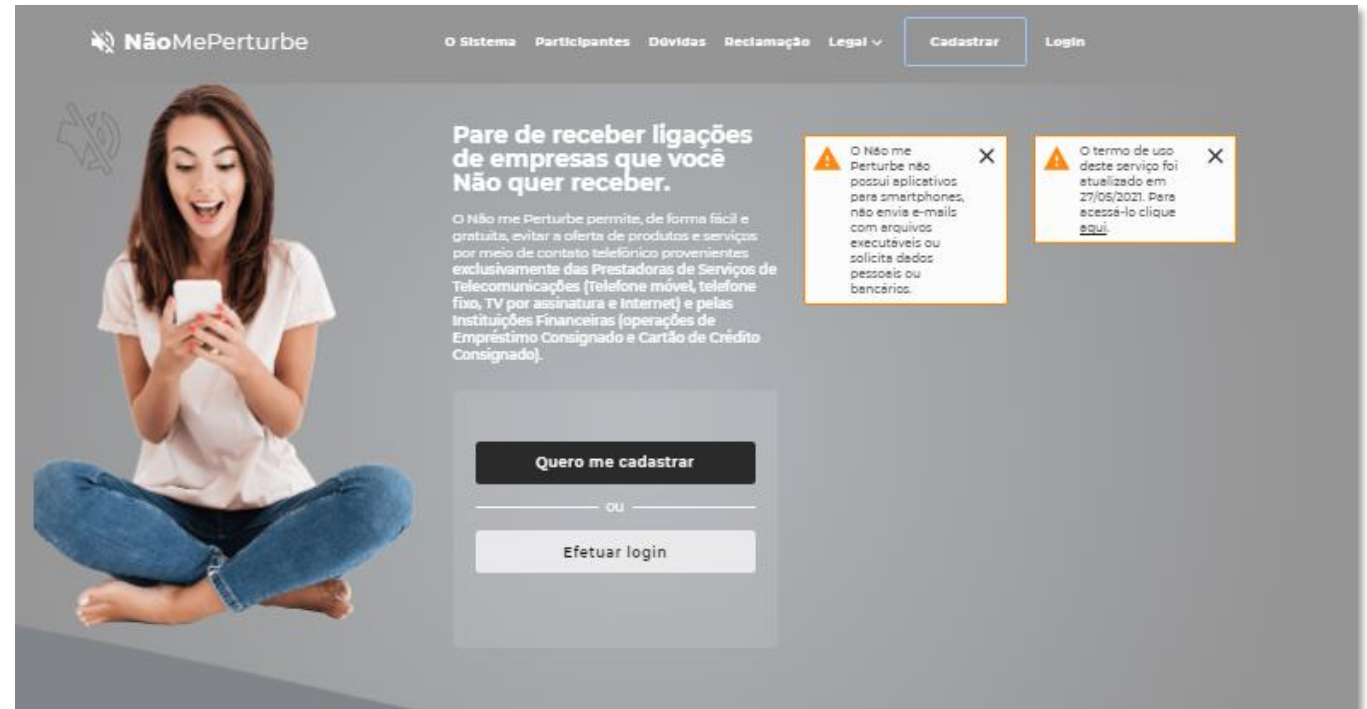 NãoMePerturbe
O Sistema Participantes Dúvidas Reclamação Legal Cadastrar Login
Pare de receber ligações
de empresas que você
Não quer receber.
O Não me Perturbe permite, de forma fácil e
gratuita, evitar a oferta de produtos e serviços
por meio de contato telefônico provenientes
exclusivamente das Prestadoras de Serviços de
Telecomunicações (Telefone móvel, telefone
fixo, TV por assinatura e Internet) e pelas
Instituições Financeiras (operações de
Empréstimo Consignado e Cartão de Crédito
Consignado).
Quero me cadastrar
ou
Efetuar login
O Não me
Perturbe não
possui aplicativos
para smartphones,
não envia e-mails
com arquivos
executáveis ou
solicita dados
pessoais ou
bancários.
O termo de uso
deste serviço foi
atualizado em
27/05/2021. Para
acessá-lo clique
aqui.